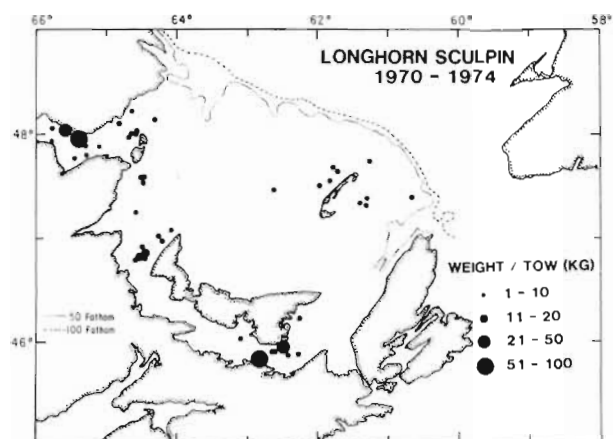 66° 64° 62° 60° 58°
LONGHORN SCULPIN
1970 - 1974
48°
WEIGHT / TOW (KG)
1 - 10
50 Fathom
11 - 20
100 Fathom
21 - 50
46°
51 - 100